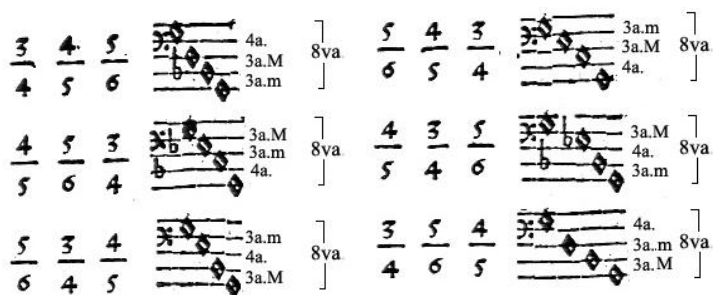 3/4 4/5 5/6 4a. 3a.M 3a.m 8va
5/6 4/5 3/4 3a.m 3a.M 4a. 8va
4/5 5/6 3/4 3a.M 3a.m 4a. 8va.
4/5 3/4 5/6 3a.M 4a. 3a.m 8va.
5/6 3/4 4/5 3a.m 4a. 3a.M 8va
3/4 5/6 4/5 4a. 3a.m 3a.M 8va.